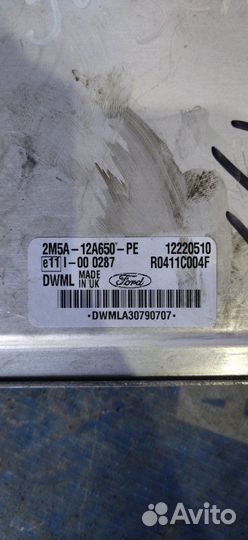 2M5A-12A650-PE 12220510
e11 I-00 0287 R0411C004F
DWML MADE IN UK Ford
·DWMLA30790707·
Avito